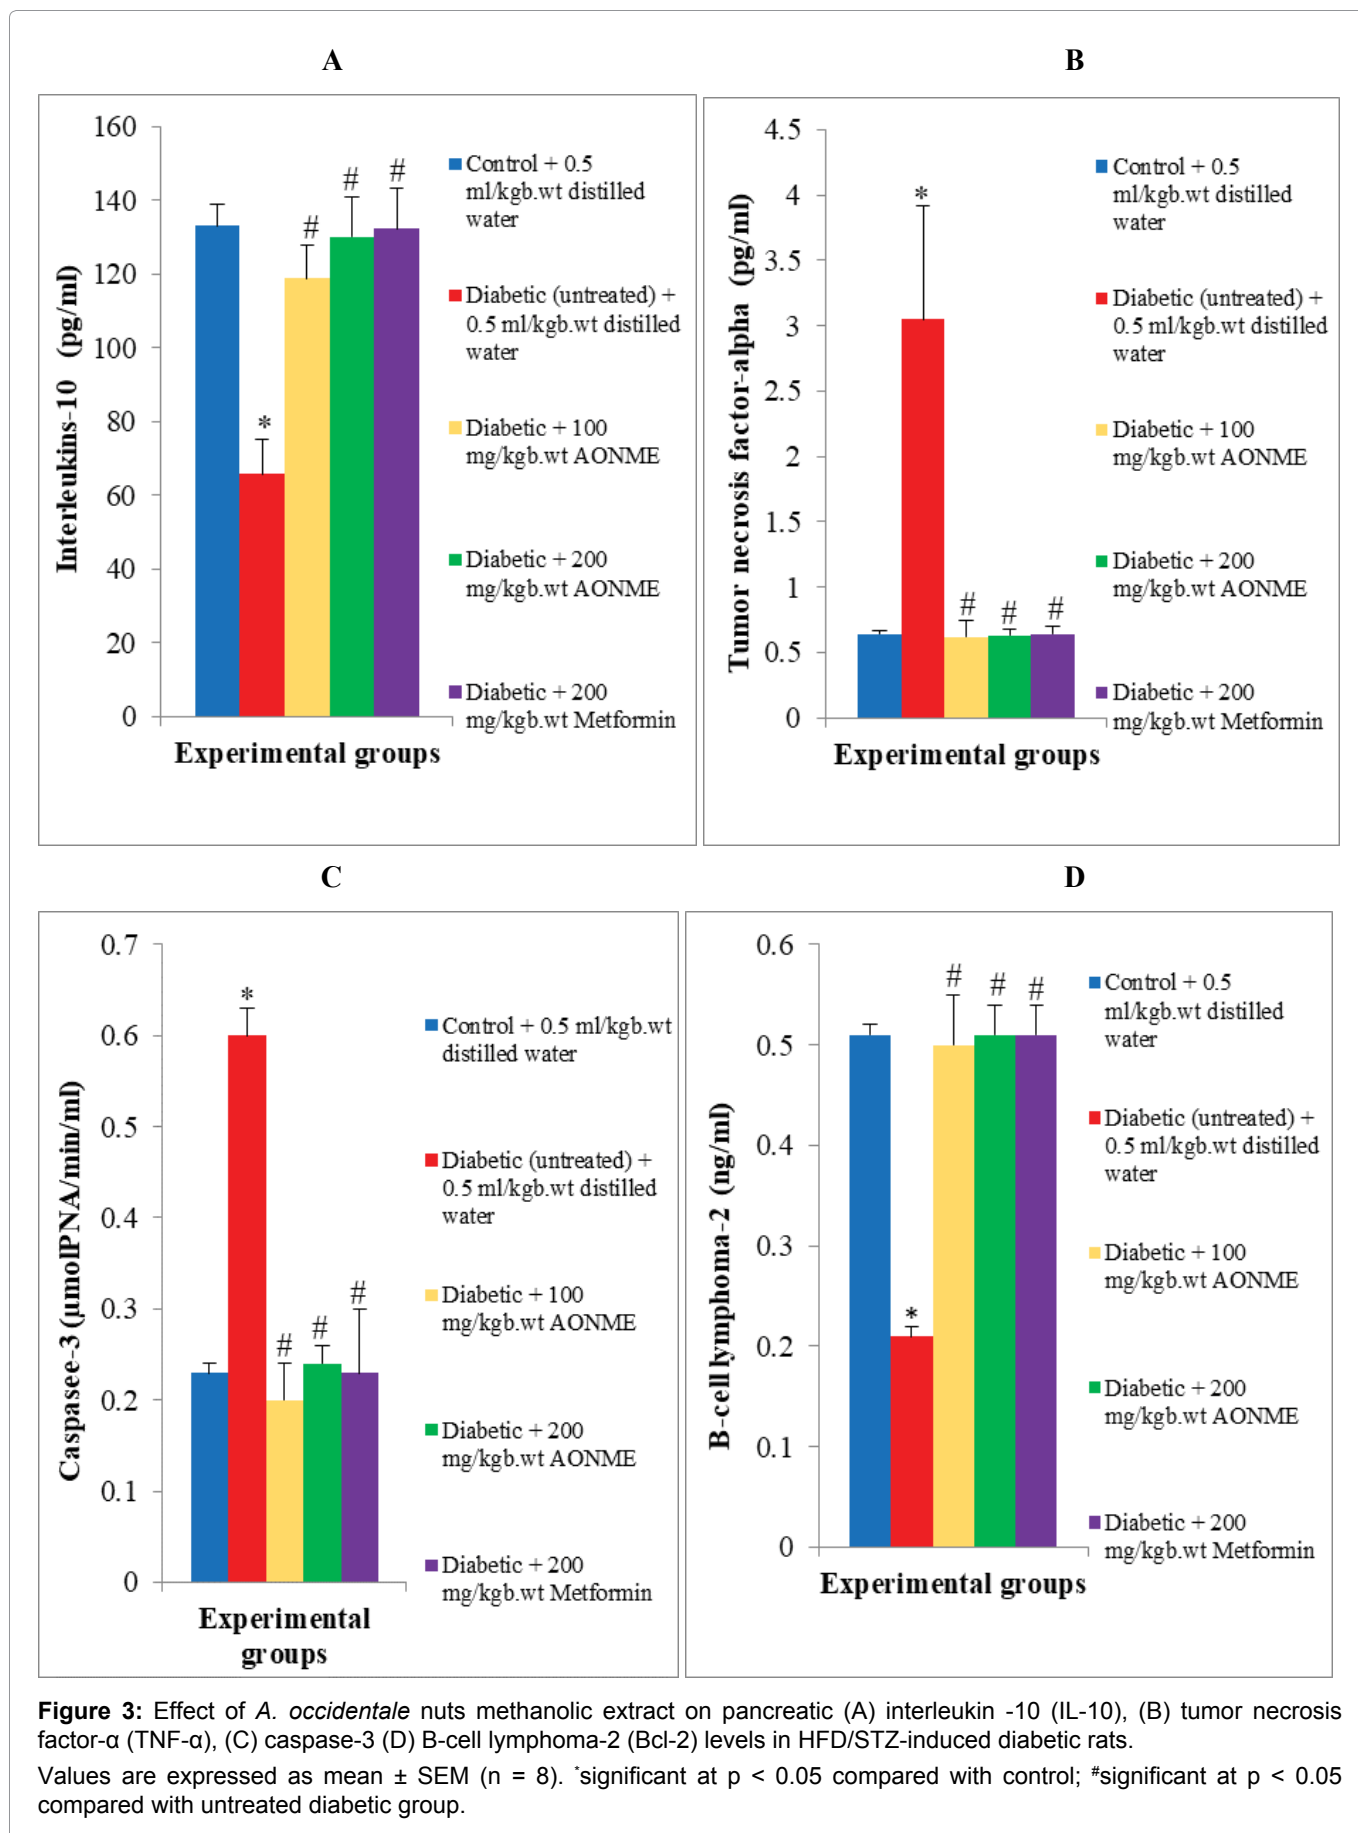 A
160
140
120
100
80
60
40
20
0
Interleukins-10 (pg/ml)
*
#
#
#
Experimental groups
Control + 0.5
ml/kgb.wt distilled
water
Diabetic (untreated) +
0.5 ml/kgb.wt distilled
water
Diabetic + 100
mg/kgb.wt AONME
Diabetic + 200
mg/kgb.wt AONME
Diabetic + 200
mg/kgb.wt Metformin
B
4.5
4
3.5
3
2.5
2
1.5
1
0.5
0
Tumor necrosis factor-alpha (pg/ml)
*
#
#
#
Experimental groups
Control + 0.5
ml/kgb.wt distilled
water
Diabetic (untreated) +
0.5 ml/kgb.wt distilled
water
Diabetic + 100
mg/kgb.wt AONME
Diabetic + 200
mg/kgb.wt AONME
Diabetic + 200
mg/kgb.wt Metformin
C
0.7
0.6
0.5
0.4
0.3
0.2
0.1
0
Caspasee-3 (µmolPNA/min/ml)
*
#
#
#
Experimental
groups
Control + 0.5 ml/kgb.wt
distilled water
Diabetic (untreated) +
0.5 ml/kgb.wt distilled
water
Diabetic + 100
mg/kgb.wt AONME
Diabetic + 200
mg/kgb.wt AONME
Diabetic + 200
mg/kgb.wt Metformin
D
0.6
0.5
0.4
0.3
0.2
0.1
0
B-cell lymphoma-2 (ng/ml)
*
#
#
#
Experimental groups
Control + 0.5
ml/kgb.wt distilled
water
Diabetic (untreated) +
0.5 ml/kgb.wt distilled
water
Diabetic + 100
mg/kgb.wt AONME
Diabetic + 200
mg/kgb.wt AONME
Diabetic + 200
mg/kgb.wt Metformin
Figure 3: Effect of A. occidentale nuts methanolic extract on pancreatic (A) interleukin -10 (IL-10), (B) tumor necrosis
factor-α (TNF-α), (C) caspase-3 (D) B-cell lymphoma-2 (Bcl-2) levels in HFD/STZ-induced diabetic rats.
Values are expressed as mean ± SEM (n = 8). *significant at p < 0.05 compared with control; #significant at p < 0.05
compared with untreated diabetic group.